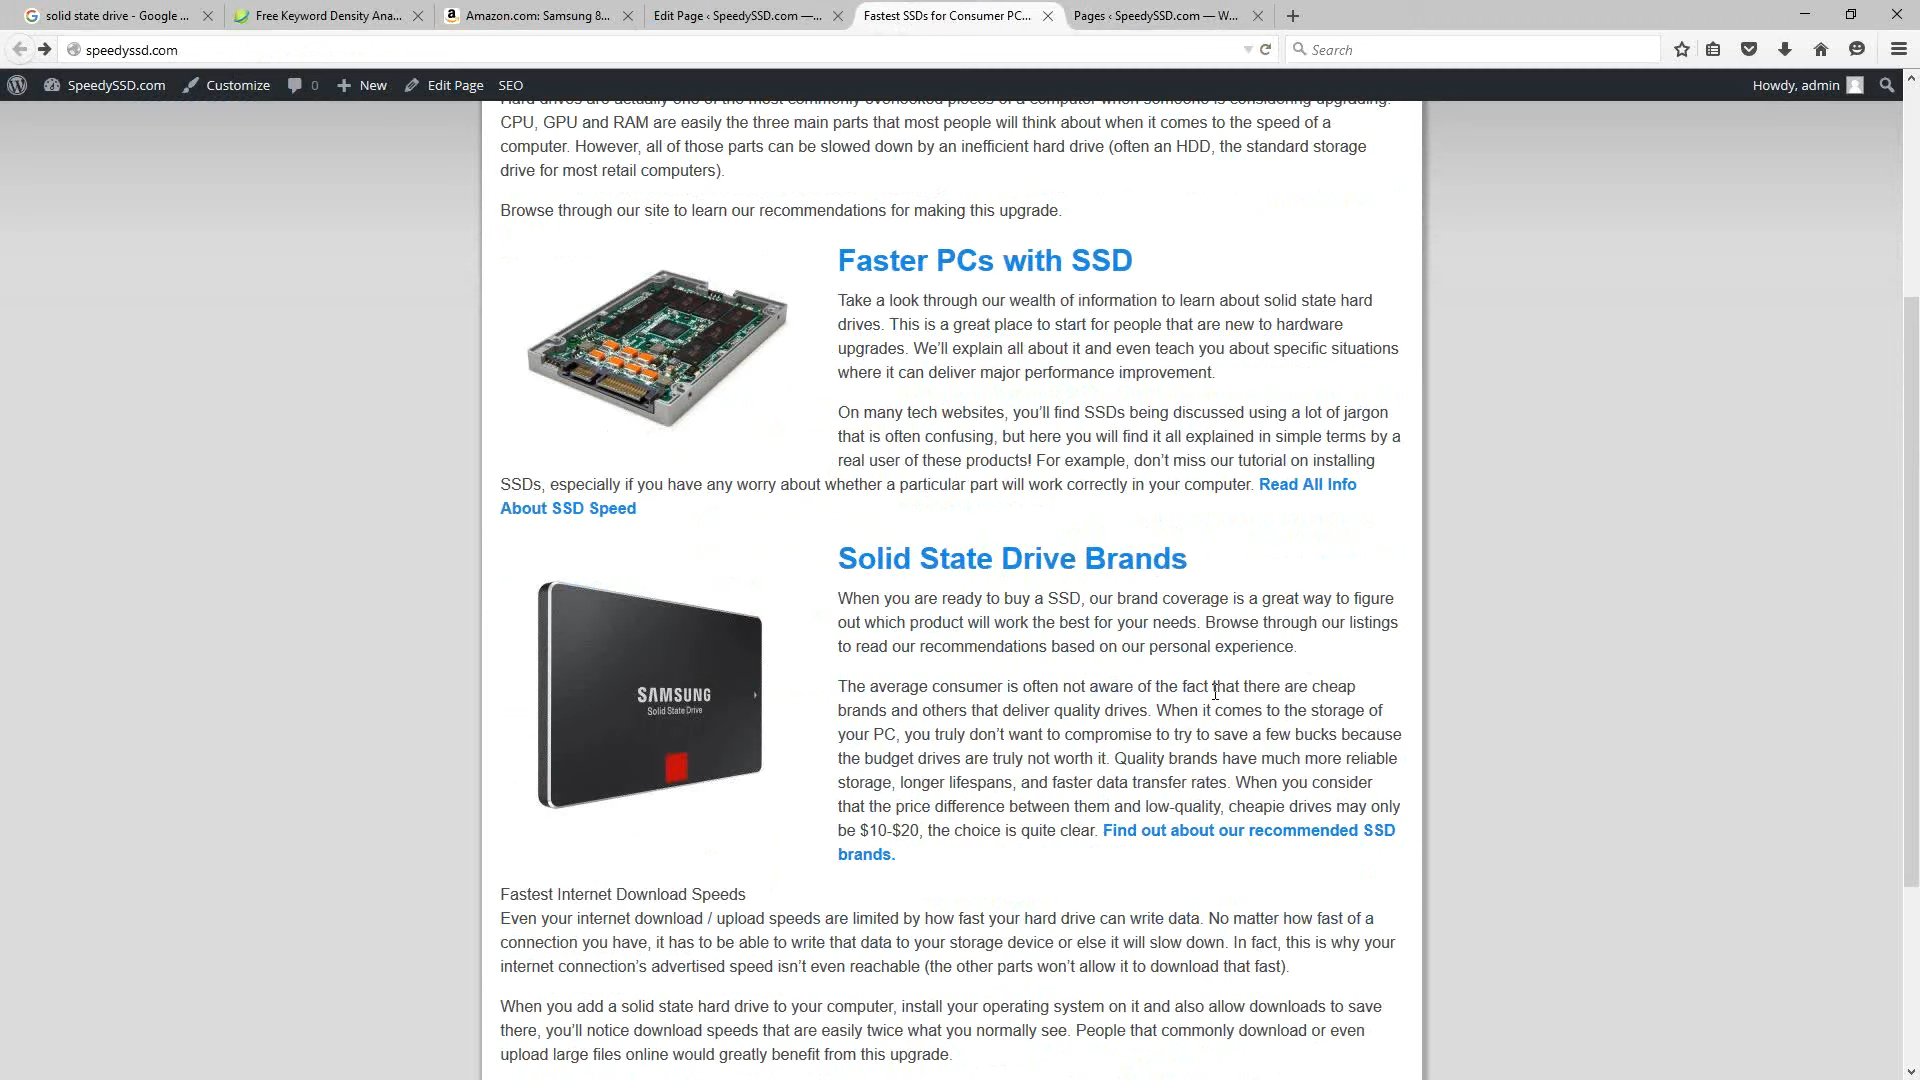 solid state drive - Google ...
Free Keyword Density Ana...
Amazon.com: Samsung 8...
Edit Page ‹ SpeedySSD.com —...
Fastest SSDs for Consumer PC...
Pages ‹ SpeedySSD.com — W...
speedyssd.com
Search
SpeedySSD.com
Customize
0
New
Edit Page
SEO
Howdy, admin
Hard drives are actually one of the most commonly overlooked pieces of a computer when someone is considering upgrading.
CPU, GPU and RAM are easily the three main parts that most people will think about when it comes to the speed of a
computer. However, all of those parts can be slowed down by an inefficient hard drive (often an HDD, the standard storage
drive for most retail computers).
Browse through our site to learn our recommendations for making this upgrade.
Faster PCs with SSD
Take a look through our wealth of information to learn about solid state hard
drives. This is a great place to start for people that are new to hardware
upgrades. We’ll explain all about it and even teach you about specific situations
where it can deliver major performance improvement.
On many tech websites, you’ll find SSDs being discussed using a lot of jargon
that is often confusing, but here you will find it all explained in simple terms by a
real user of these products! For example, don’t miss our tutorial on installing
SSDs, especially if you have any worry about whether a particular part will work correctly in your computer. Read All Info
About SSD Speed
Solid State Drive Brands
When you are ready to buy a SSD, our brand coverage is a great way to figure
out which product will work the best for your needs. Browse through our listings
to read our recommendations based on our personal experience.
SAMSUNG
Solid State Drive
The average consumer is often not aware of the fact that there are cheap
brands and others that deliver quality drives. When it comes to the storage of
your PC, you truly don’t want to compromise to try to save a few bucks because
the budget drives are truly not worth it. Quality brands have much more reliable
storage, longer lifespans, and faster data transfer rates. When you consider
that the price difference between them and low-quality, cheapie drives may only
be $10-$20, the choice is quite clear. Find out about our recommended SSD
brands.
Fastest Internet Download Speeds
Even your internet download / upload speeds are limited by how fast your hard drive can write data. No matter how fast of a
connection you have, it has to be able to write that data to your storage device or else it will slow down. In fact, this is why your
internet connection’s advertised speed isn’t even reachable (the other parts won’t allow it to download that fast).
When you add a solid state hard drive to your computer, install your operating system on it and also allow downloads to save
there, you’ll notice download speeds that are easily twice what you normally see. People that commonly download or even
upload large files online would greatly benefit from this upgrade.